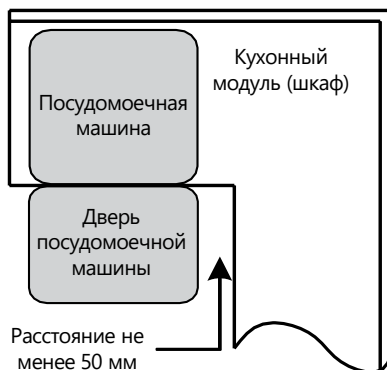 Посудомоечная
машина
Кухонный
модуль (шкаф)
Дверь
посудомоечной
машины
Расстояние не
менее 50 мм